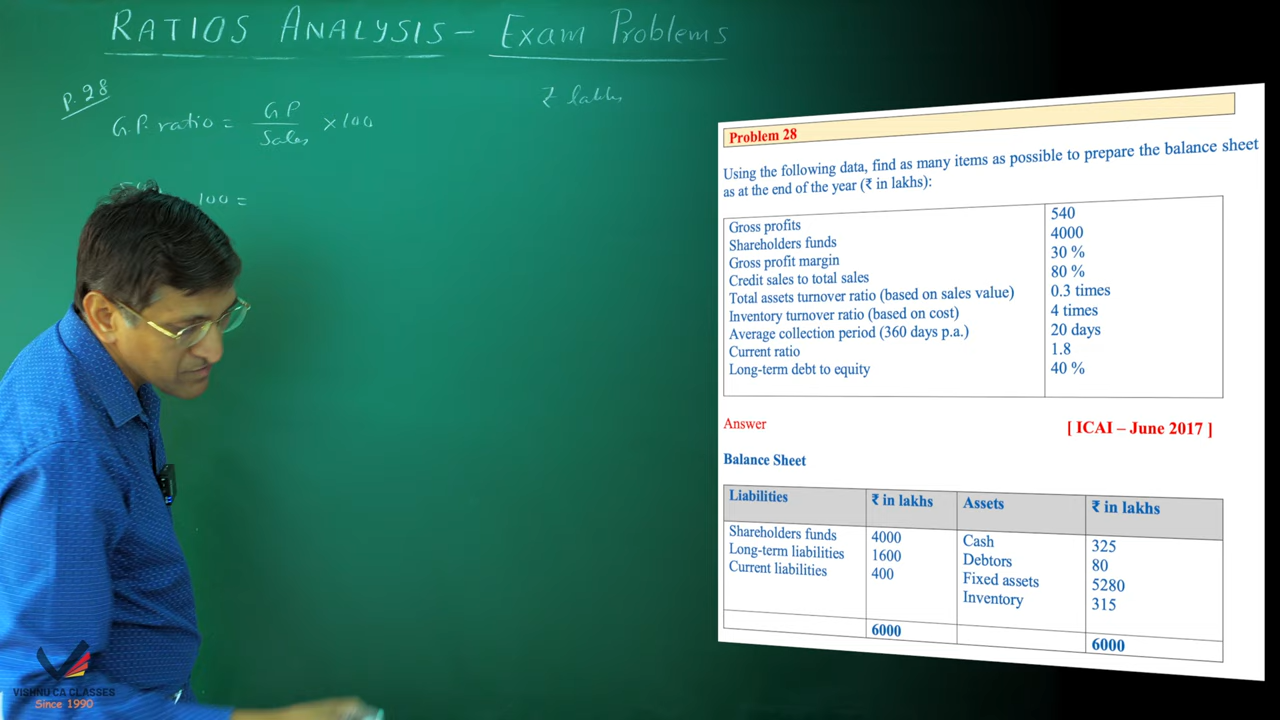 RATIOS ANALYSIS – Exam Problems
P. 28
G.P. ratio = GP / Sales × 100
₹ lakhs
100 =
Problem 28
Using the following data, find as many items as possible to prepare the balance sheet
as at the end of the year (₹ in lakhs):
Gross profits 540
Shareholders funds 4000
Gross profit margin 30 %
Credit sales to total sales 80 %
Total assets turnover ratio (based on sales value) 0.3 times
Inventory turnover ratio (based on cost) 4 times
Average collection period (360 days p.a.) 20 days
Current ratio 1.8
Long-term debt to equity 40 %
Answer [ ICAI – June 2017 ]
Balance Sheet
Liabilities ₹ in lakhs Assets ₹ in lakhs
Shareholders funds 4000 Cash 325
Long-term liabilities 1600 Debtors 80
Current liabilities 400 Fixed assets 5280
Inventory 315
6000 6000
VISHNU CA CLASSES
Since 1990